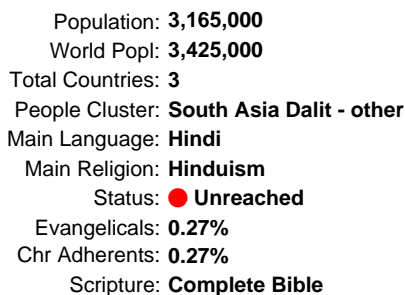 Population: 3,165,000
World Popl: 3,425,000
Total Countries: 3
People Cluster: South Asia Dalit - other
Main Language: Hindi
Main Religion: Hinduism
Status: Unreached
Evangelicals: 0.27%
Chr Adherents: 0.27%
Scripture: Complete Bible